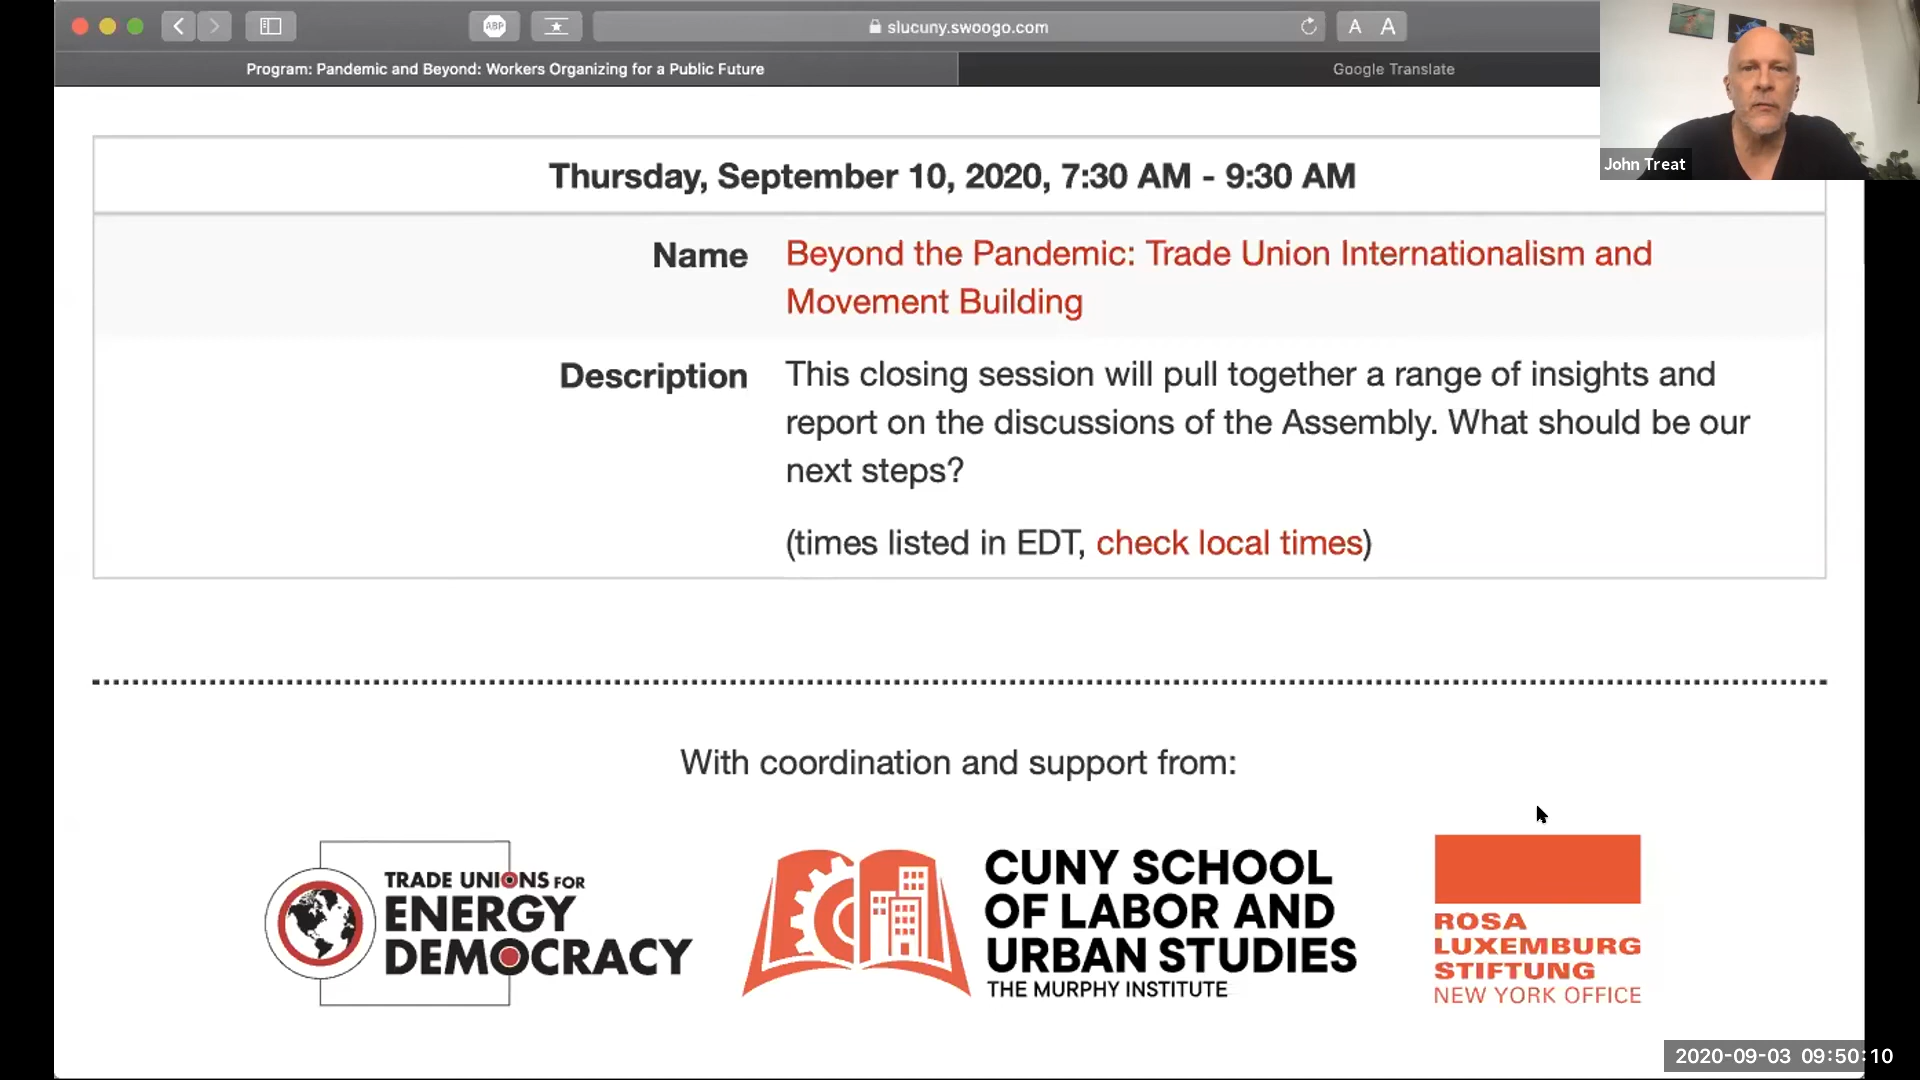 ABP
slucuny.swoogo.com
A A
Program: Pandemic and Beyond: Workers Organizing for a Public Future
Google Translate
John Treat
Thursday, September 10, 2020, 7:30 AM - 9:30 AM
Name
Beyond the Pandemic: Trade Union Internationalism and
Movement Building
Description
This closing session will pull together a range of insights and
report on the discussions of the Assembly. What should be our
next steps?
(times listed in EDT, check local times)
With coordination and support from:
TRADE UNIONS FOR
ENERGY
DEMOCRACY
CUNY SCHOOL
OF LABOR AND
URBAN STUDIES
THE MURPHY INSTITUTE
ROSA
LUXEMBURG
STIFTUNG
NEW YORK OFFICE
2020-09-03 09:50:10